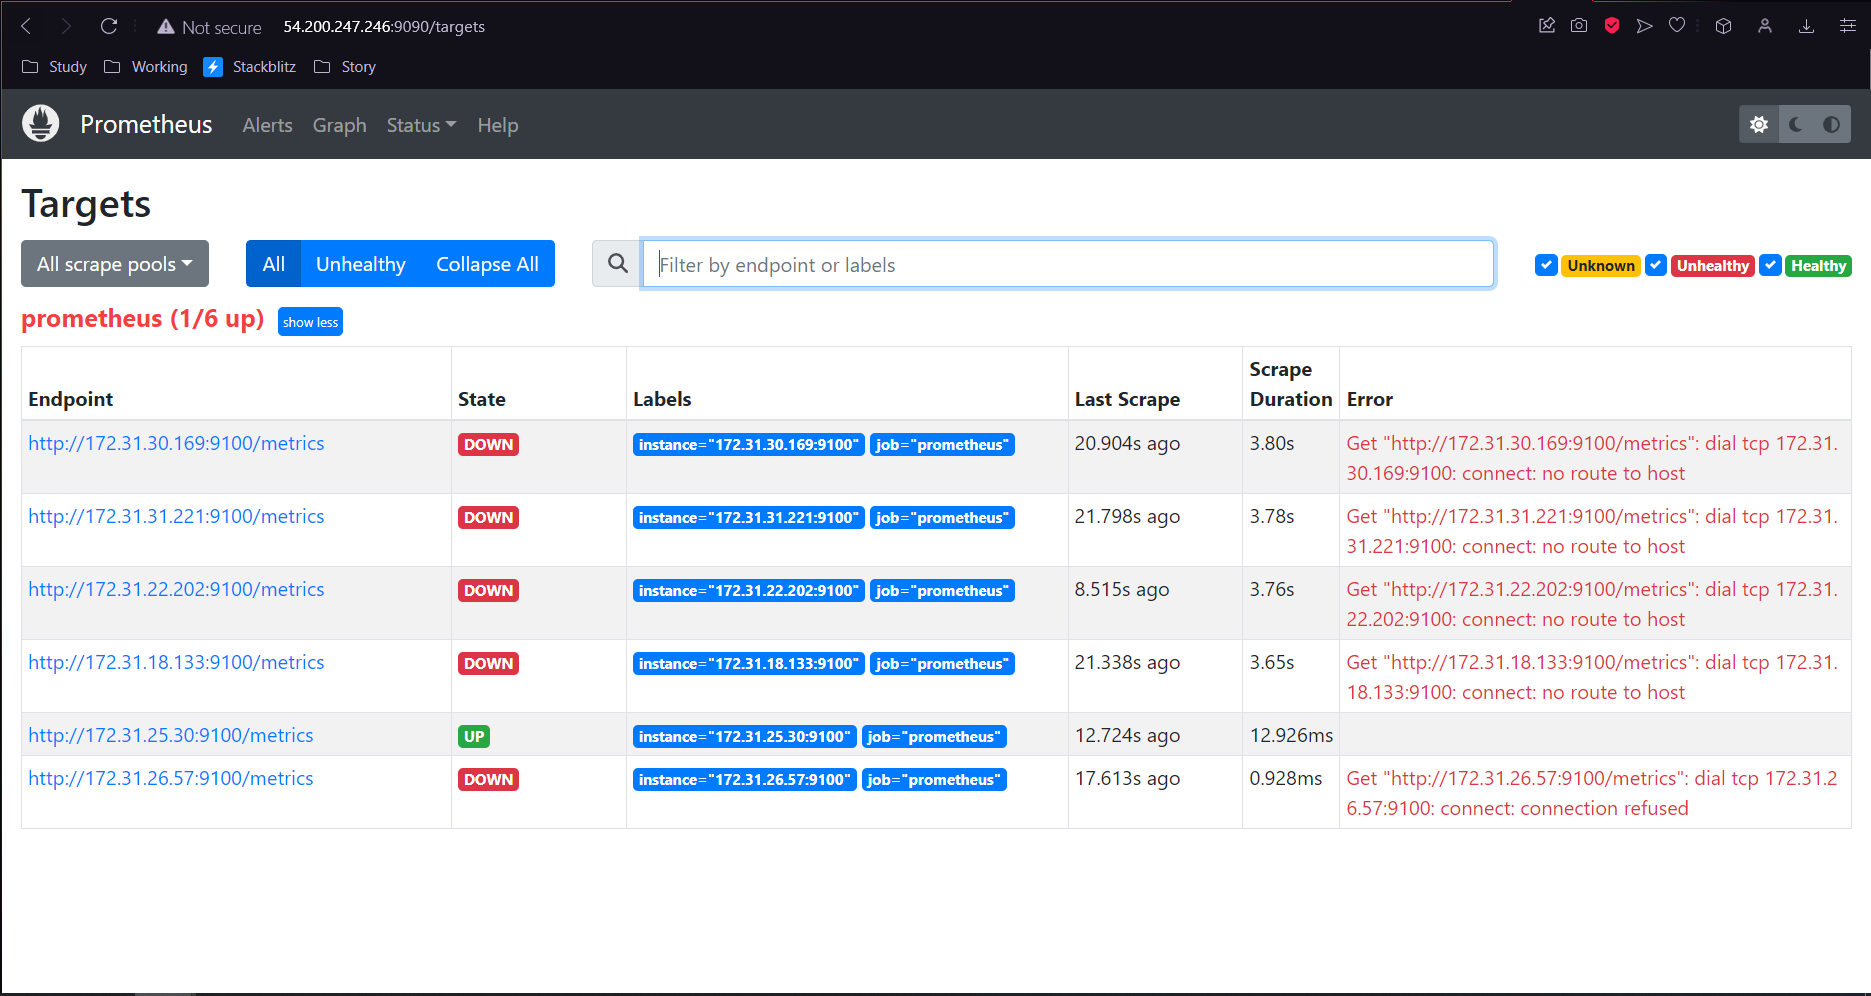 Not secure 54.200.247.246:9090/targets
Study Working Stackblitz Story
Prometheus Alerts Graph Status Help
Targets
All scrape pools All Unhealthy Collapse All Filter by endpoint or labels Unknown Unhealthy Healthy
prometheus (1/6 up) show less
Endpoint State Labels Last Scrape Scrape Duration Error
http://172.31.30.169:9100/metrics DOWN instance="172.31.30.169:9100" job="prometheus" 20.904s ago 3.80s Get "http://172.31.30.169:9100/metrics": dial tcp 172.31.
30.169:9100: connect: no route to host
http://172.31.31.221:9100/metrics DOWN instance="172.31.31.221:9100" job="prometheus" 21.798s ago 3.78s Get "http://172.31.31.221:9100/metrics": dial tcp 172.31.
31.221:9100: connect: no route to host
http://172.31.22.202:9100/metrics DOWN instance="172.31.22.202:9100" job="prometheus" 8.515s ago 3.76s Get "http://172.31.22.202:9100/metrics": dial tcp 172.31.
22.202:9100: connect: no route to host
http://172.31.18.133:9100/metrics DOWN instance="172.31.18.133:9100" job="prometheus" 21.338s ago 3.65s Get "http://172.31.18.133:9100/metrics": dial tcp 172.31.
18.133:9100: connect: no route to host
http://172.31.25.30:9100/metrics UP instance="172.31.25.30:9100" job="prometheus" 12.724s ago 12.926ms
http://172.31.26.57:9100/metrics DOWN instance="172.31.26.57:9100" job="prometheus" 17.613s ago 0.928ms Get "http://172.31.26.57:9100/metrics": dial tcp 172.31.2
6.57:9100: connect: connection refused